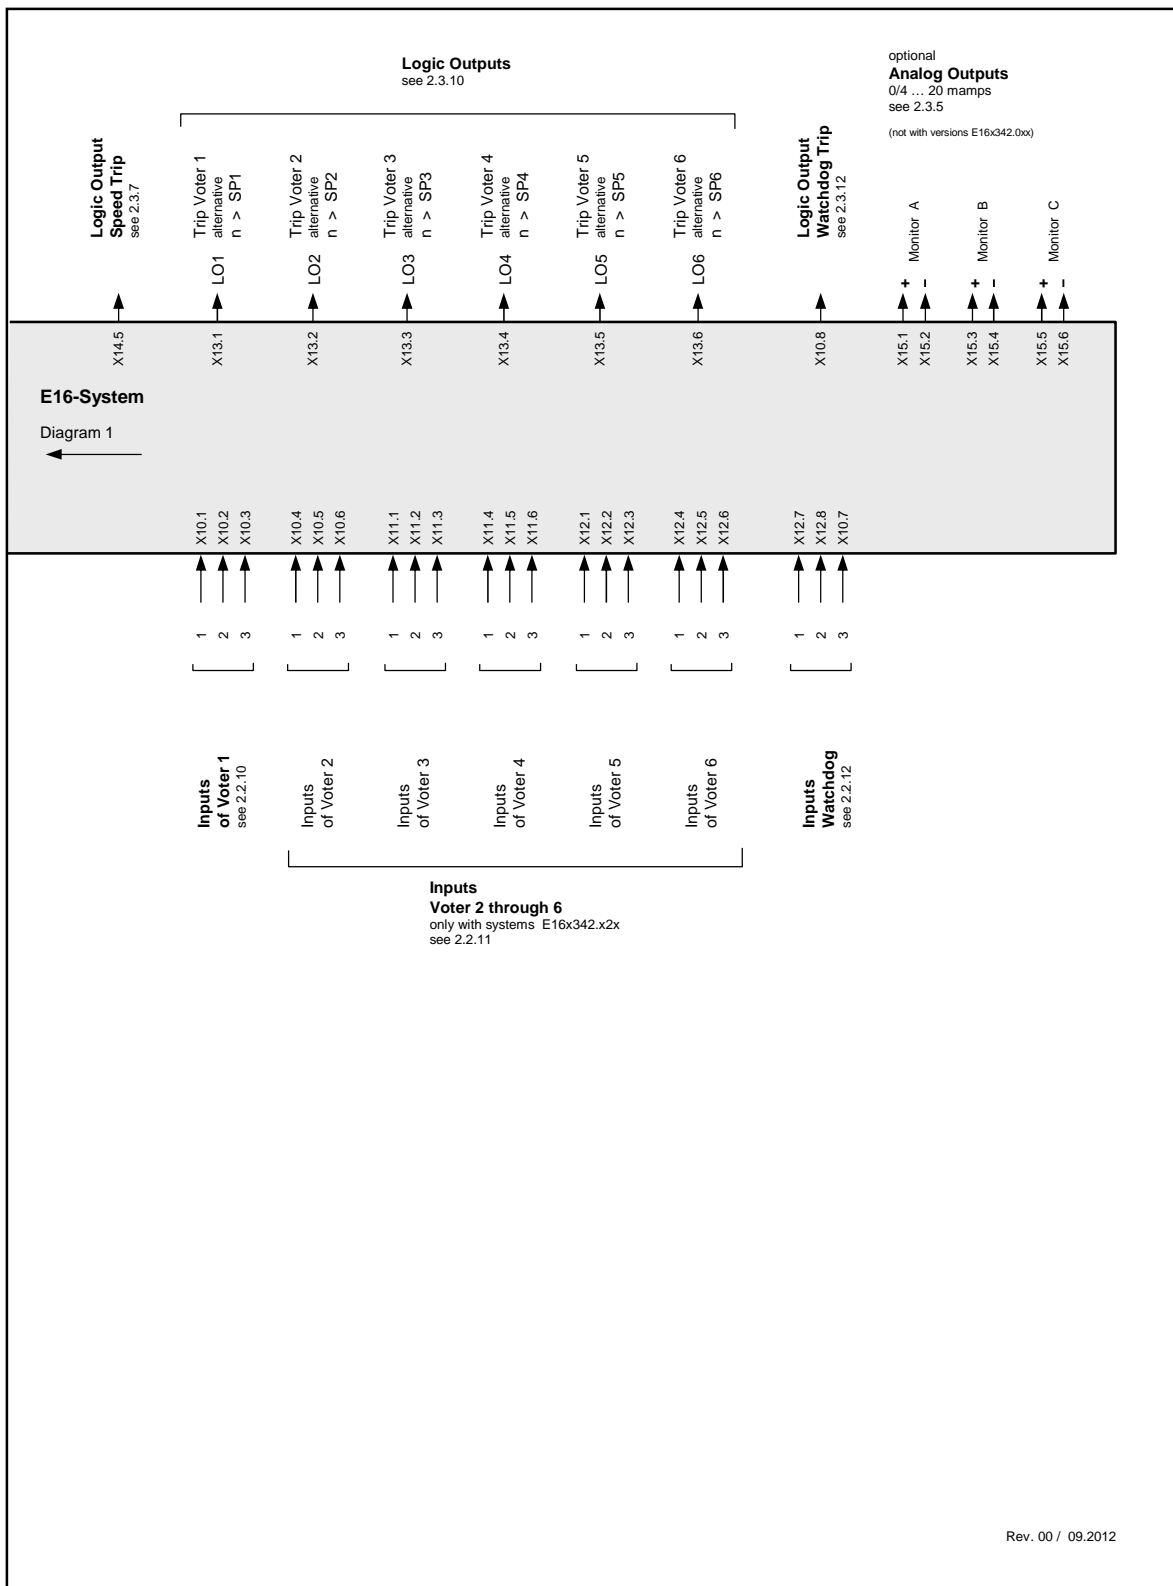 Logic Outputs
see 2.3.10
optional
Analog Outputs
0/4 … 20 mamps
see 2.3.5
(not with versions E16x342.0xx)
Logic Output
Speed Trip
see 2.3.7
Trip Voter 1
alternative
n > SP1
Trip Voter 2
alternative
n > SP2
Trip Voter 3
alternative
n > SP3
Trip Voter 4
alternative
n > SP4
Trip Voter 5
alternative
n > SP5
Trip Voter 6
alternative
n > SP6
Logic Output
Watchdog Trip
see 2.3.12
Monitor A
Monitor B
Monitor C
LO1
LO2
LO3
LO4
LO5
LO6
+
–
+
–
+
–
X14.5
X13.1
X13.2
X13.3
X13.4
X13.5
X13.6
X10.8
X15.1
X15.2
X15.3
X15.4
X15.5
X15.6
E16-System
Diagram 1
X10.1
X10.2
X10.3
X10.4
X10.5
X10.6
X11.1
X11.2
X11.3
X11.4
X11.5
X11.6
X12.1
X12.2
X12.3
X12.4
X12.5
X12.6
X12.7
X12.8
X10.7
1
2
3
1
2
3
1
2
3
1
2
3
1
2
3
1
2
3
1
2
3
Inputs
of Voter 1
see 2.2.10
Inputs
of Voter 2
Inputs
of Voter 3
Inputs
of Voter 4
Inputs
of Voter 5
Inputs
of Voter 6
Inputs
Watchdog
see 2.2.12
Inputs
Voter 2 through 6
only with systems E16x342.x2x
see 2.2.11
Rev. 00 / 09.2012